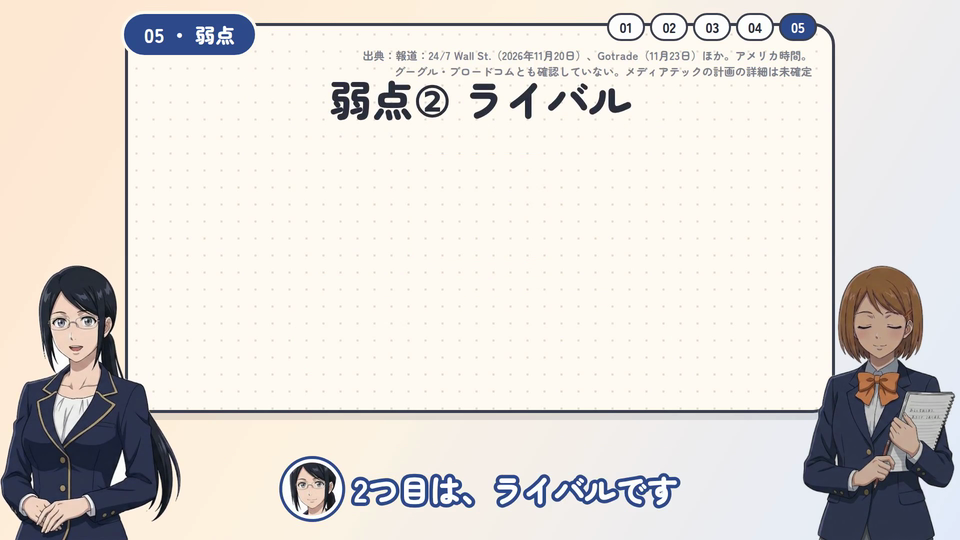 05 ・ 弱点
01 02 03 04 05
出典：報道：24/7 Wall St.（2026年11月20日）、Gotrade（11月23日）ほか。アメリカ時間。
グーグル・ブロードコムとも確認していない。メディアテックの計画の詳細は未確定
弱点② ライバル
2つ目は、ライバルです